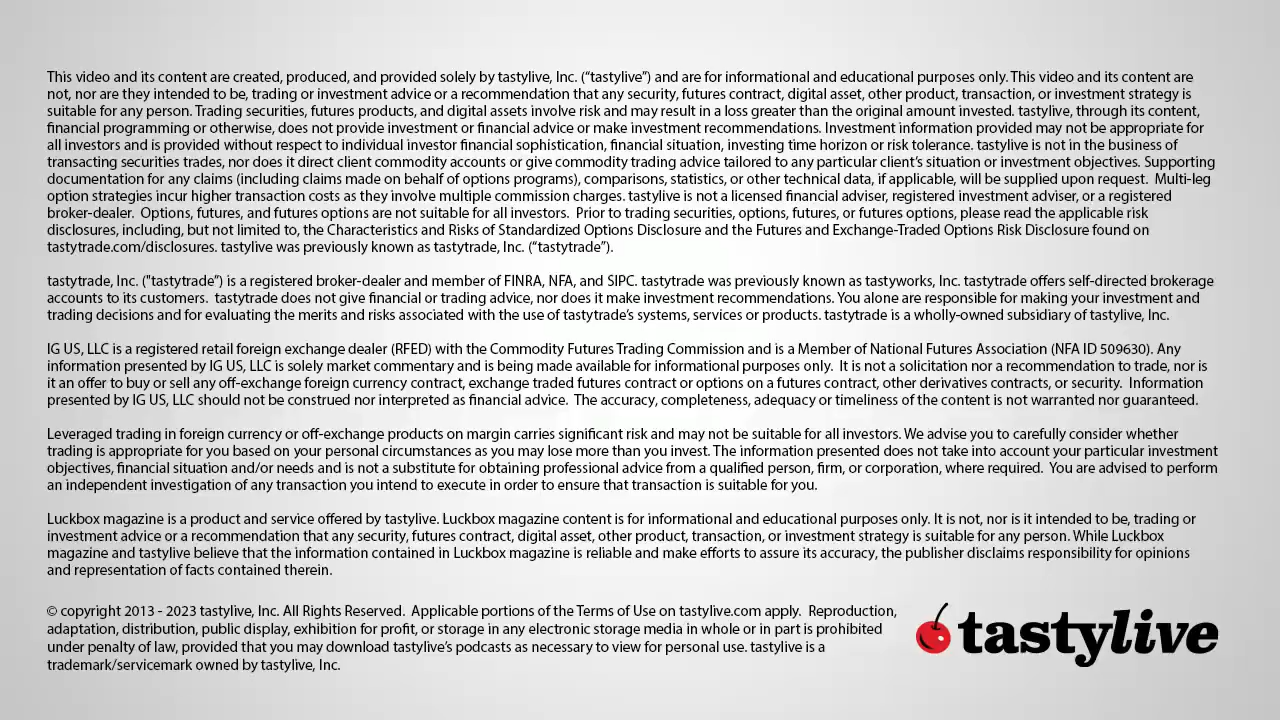 This video and its content are created, produced, and provided solely by tastylive, Inc. (“tastylive”) and are for informational and educational purposes only. This video and its content are
not, nor are they intended to be, trading or investment advice or a recommendation that any security, futures contract, digital asset, other product, transaction, or investment strategy is
suitable for any person. Trading securities, futures products, and digital assets involve risk and may result in a loss greater than the original amount invested. tastylive, through its content,
financial programming or otherwise, does not provide investment or financial advice or make investment recommendations. Investment information provided may not be appropriate for
all investors and is provided without respect to individual investor financial sophistication, financial situation, investing time horizon or risk tolerance. tastylive is not in the business of
transacting securities trades, nor does it direct client commodity accounts or give commodity trading advice tailored to any particular client’s situation or investment objectives. Supporting
documentation for any claims (including claims made on behalf of options programs), comparisons, statistics, or other technical data, if applicable, will be supplied upon request.  Multi-leg
option strategies incur higher transaction costs as they involve multiple commission charges. tastylive is not a licensed financial adviser, registered investment adviser, or a registered
broker-dealer.  Options, futures, and futures options are not suitable for all investors.  Prior to trading securities, options, futures, or futures options, please read the applicable risk
disclosures, including, but not limited to, the Characteristics and Risks of Standardized Options Disclosure and the Futures and Exchange-Traded Options Risk Disclosure found on
tastytrade.com/disclosures. tastylive was previously known as tastytrade, Inc. (“tastytrade”).
tastytrade, Inc. ("tastytrade”) is a registered broker-dealer and member of FINRA, NFA, and SIPC. tastytrade was previously known as tastyworks, Inc. tastytrade offers self-directed brokerage
accounts to its customers.  tastytrade does not give financial or trading advice, nor does it make investment recommendations. You alone are responsible for making your investment and
trading decisions and for evaluating the merits and risks associated with the use of tastytrade’s systems, services or products. tastytrade is a wholly-owned subsidiary of tastylive, Inc.
IG US, LLC is a registered retail foreign exchange dealer (RFED) with the Commodity Futures Trading Commission and is a Member of National Futures Association (NFA ID 509630). Any
information presented by IG US, LLC is solely market commentary and is being made available for informational purposes only.  It is not a solicitation nor a recommendation to trade, nor is
it an offer to buy or sell any off-exchange foreign currency contract, exchange traded futures contract or options on a futures contract, other derivatives contracts, or security.  Information
presented by IG US, LLC should not be construed nor interpreted as financial advice.  The accuracy, completeness, adequacy or timeliness of the content is not warranted nor guaranteed.
Leveraged trading in foreign currency or off-exchange products on margin carries significant risk and may not be suitable for all investors. We advise you to carefully consider whether
trading is appropriate for you based on your personal circumstances as you may lose more than you invest. The information presented does not take into account your particular investment
objectives, financial situation and/or needs and is not a substitute for obtaining professional advice from a qualified person, firm, or corporation, where required.  You are advised to perform
an independent investigation of any transaction you intend to execute in order to ensure that transaction is suitable for you.
Luckbox magazine is a product and service offered by tastylive. Luckbox magazine content is for informational and educational purposes only. It is not, nor is it intended to be, trading or
investment advice or a recommendation that any security, futures contract, digital asset, other product, transaction, or investment strategy is suitable for any person. While Luckbox
magazine and tastylive believe that the information contained in Luckbox magazine is reliable and make efforts to assure its accuracy, the publisher disclaims responsibility for opinions
and representation of facts contained therein.
© copyright 2013 - 2023 tastylive, Inc. All Rights Reserved.  Applicable portions of the Terms of Use on tastylive.com apply.  Reproduction,
adaptation, distribution, public display, exhibition for profit, or storage in any electronic storage media in whole or in part is prohibited
under penalty of law, provided that you may download tastylive’s podcasts as necessary to view for personal use. tastylive is a
trademark/servicemark owned by tastylive, Inc.
tastylive